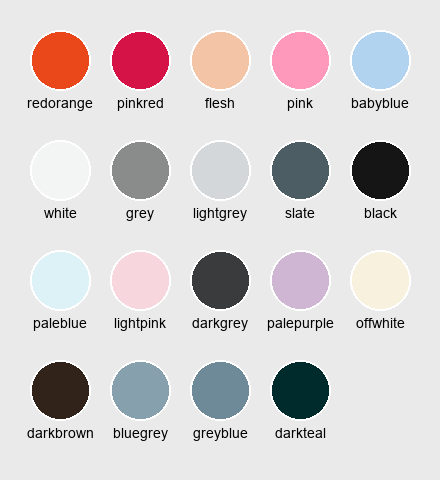 redorange pinkred flesh pink babyblue
white grey lightgrey slate black
paleblue lightpink darkgrey palepurple offwhite
darkbrown bluegrey greyblue darkteal